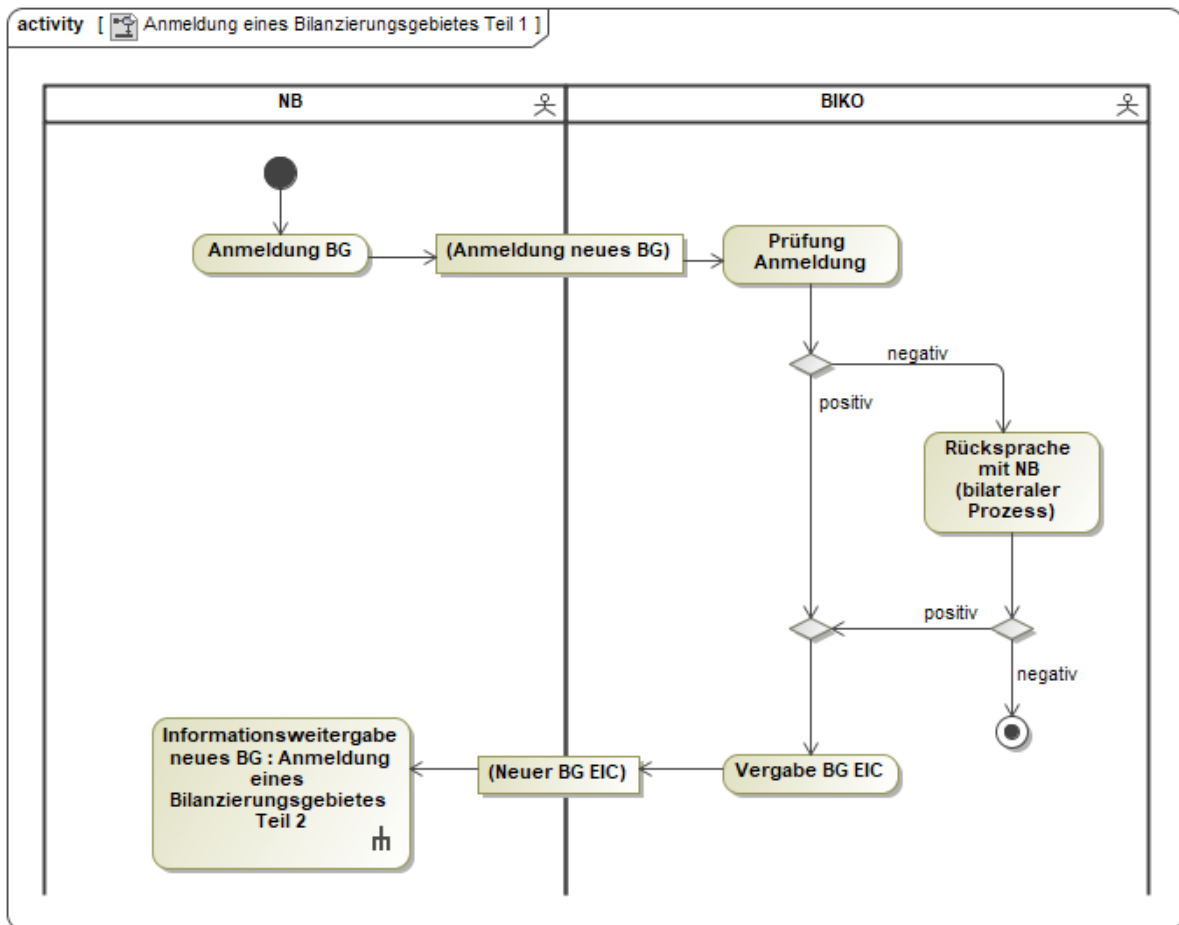 activity [ Anmeldung eines Bilanzierungsgebietes Teil 1 ]
NB
BIKO
Anmeldung BG
(Anmeldung neues BG)
Prüfung
Anmeldung
negativ
positiv
Rücksprache
mit NB
(bilateraler
Prozess)
positiv
negativ
Informationsweitergabe
neues BG : Anmeldung
eines
Bilanzierungsgebietes
Teil 2
(Neuer BG EIC)
Vergabe BG EIC